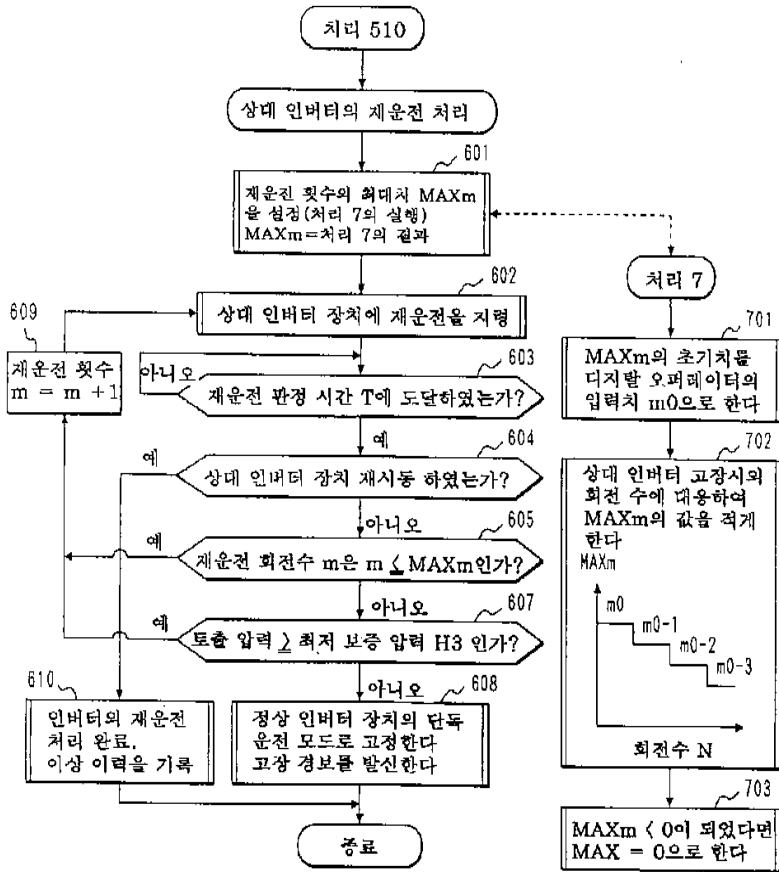 처리 510
상대 인버터의 재운전 처리
601
재운전 횟수의 최대치 MAXm
을 설정(처리 7의 실행)
MAXm=처리 7의 결과
602
상대 인버터 장치에 재운전을 지령
609
재운전 횟수
m = m +1
603
아니오
재운전 판정 시간 T에 도달하였는가?
예
604
예
상대 인버터 장치 재시동 하였는가?
아니오
605
예
재운전 회전수 m은 m ≤ MAXm인가?
아니오
607
예
토출 압력 ≥ 최저 보증 압력 H3 인가?
아니오
610
인버터의 재운전
처리 완료.
이상 이력을 기록
608
정상 인버터 장치의 단독
운전 모드로 고정한다
고장 경보를 발신한다
종료
처리 7
701
MAXm의 초기치를
디지탈 오퍼레이터의
입력치 m0으로 한다
702
상대 인버터 고장시의
회전 수에 대응하여
MAXm의 값을 적게
한다
MAXm
m0
m0-1
m0-2
m0-3
회전수 N
703
MAXm < 0이 되었다면
MAX = 0으로 한다